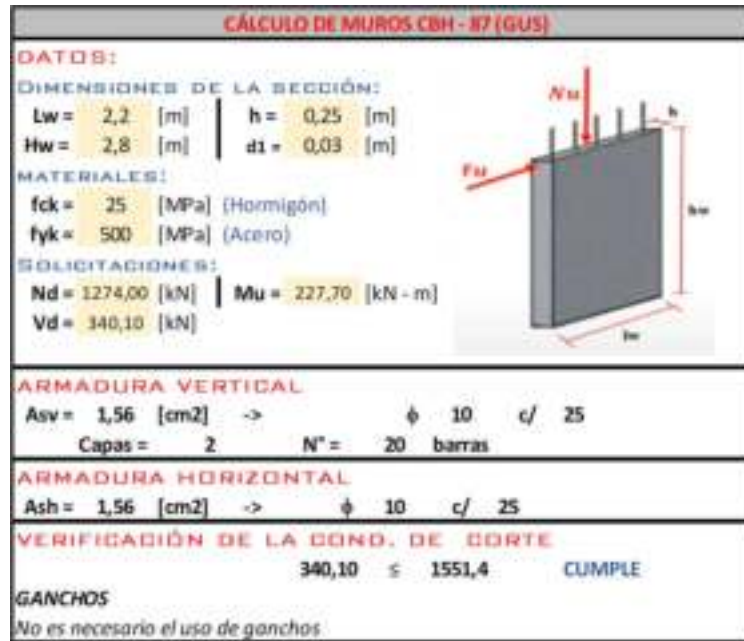 CÁLCULO DE MUROS CBH - 87 (GUS)
DATOS:
DIMENSIONES DE LA SECCIÓN:
Lw = 2,2 [m] h = 0,25 [m]
Hw = 2,8 [m] d1 = 0,03 [m]
MATERIALES:
fck = 25 [MPa] (Hormigón)
fyk = 500 [MPa] (Acero)
SOLICITACIONES:
Nd = 1274,00 [kN] Mu = 227,70 [kN - m]
Vd = 340,10 [kN]
Nu
h
Fu
hw
lw
ARMADURA VERTICAL
Asv = 1,56 [cm2] -> ϕ 10 c/ 25
Capas = 2 N° = 20 barras
ARMADURA HORIZONTAL
Ash = 1,56 [cm2] -> ϕ 10 c/ 25
VERIFICACIÓN DE LA COND. DE CORTE
340,10 ≤ 1551,4 CUMPLE
GANCHOS
No es necesario el uso de ganchos